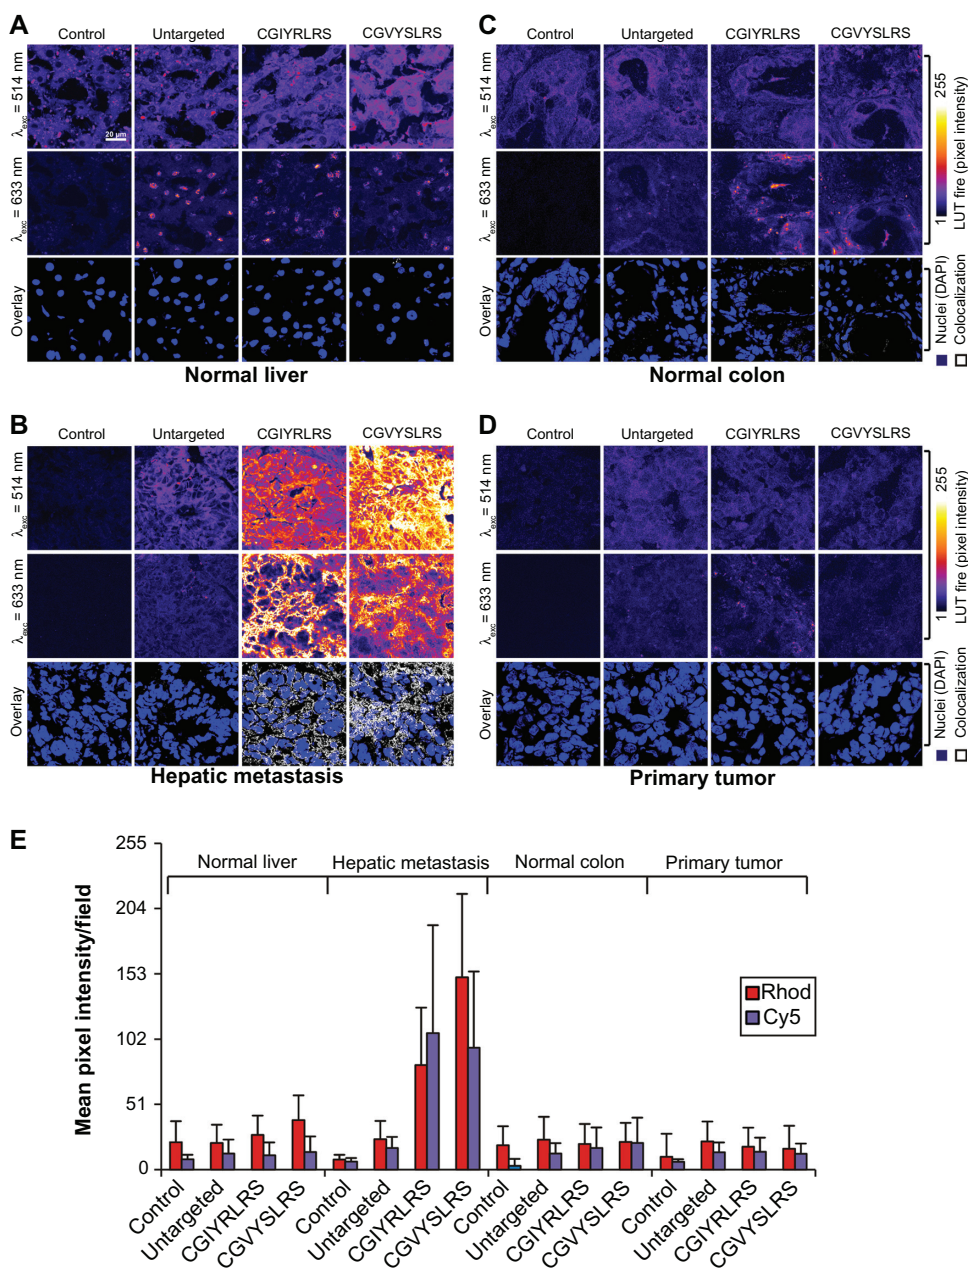 A
Control Untargeted CGIYRLRS CGVYSLRS
λexc = 514 nm
20 µm
λexc = 633 nm
Overlay
Normal liver
C
Control Untargeted CGIYRLRS CGVYSLRS
λexc = 514 nm
λexc = 633 nm
Overlay
Normal colon
255
1
LUT fire (pixel intensity)
Nuclei (DAPI)
Colocalization
B
Control Untargeted CGIYRLRS CGVYSLRS
λexc = 514 nm
λexc = 633 nm
Overlay
Hepatic metastasis
D
Control Untargeted CGIYRLRS CGVYSLRS
λexc = 514 nm
λexc = 633 nm
Overlay
Primary tumor
255
1
LUT fire (pixel intensity)
Nuclei (DAPI)
Colocalization
E
Mean pixel intensity/field
255
204
153
102
51
0
Normal liver Hepatic metastasis Normal colon Primary tumor
Rhod
Cy5
Control Untargeted CGIYRLRS CGVYSLRS Control Untargeted CGIYRLRS CGVYSLRS Control Untargeted CGIYRLRS CGVYSLRS Control Untargeted CGIYRLRS CGVYSLRS